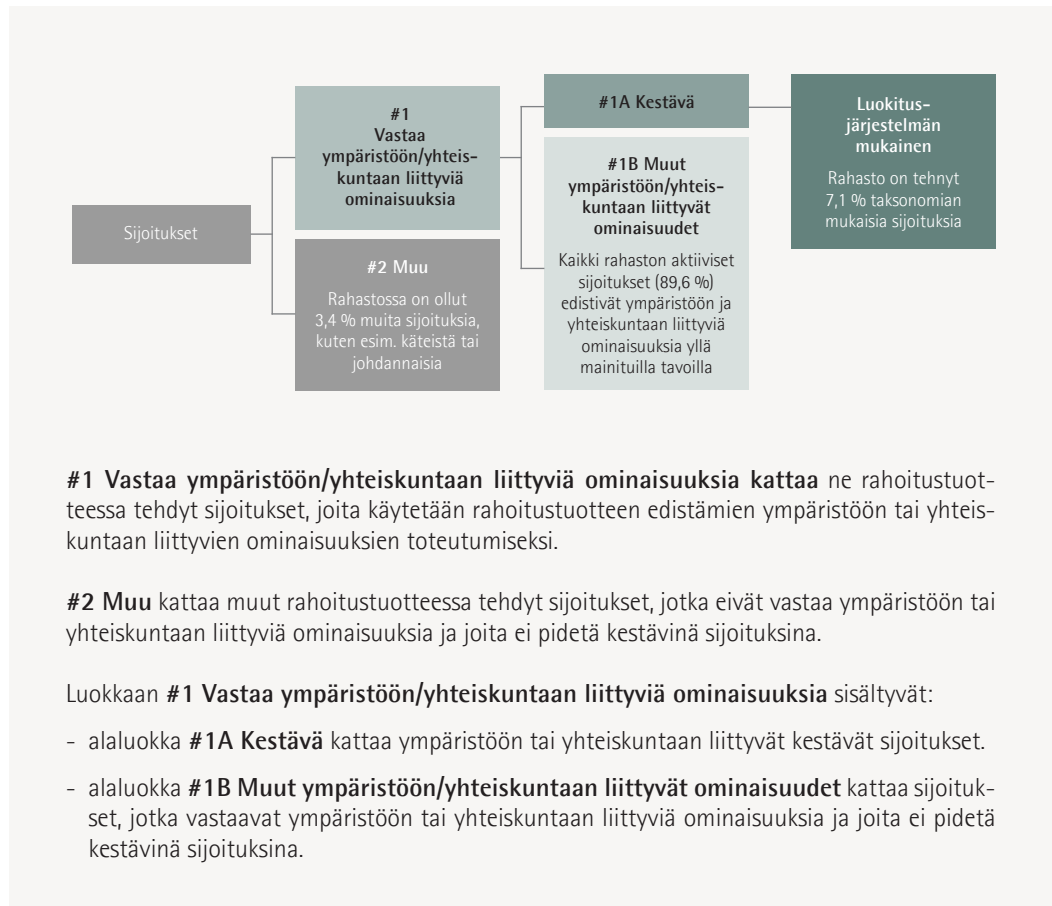 Sijoitukset
#1
Vastaa
ympäristöön/yhteis-
kuntaan liittyviä
ominaisuuksia
#2 Muu
Rahastossa on ollut
3,4 % muita sijoituksia,
kuten esim. käteistä tai
johdannaisia
#1A Kestävä
#1B Muut
ympäristöön/yhteis-
kuntaan liittyvät
ominaisuudet
Kaikki rahaston aktiiviset
sijoitukset (89,6 %)
edistivät ympäristöön ja
yhteiskuntaan liittyviä
ominaisuuksia yllä
mainituilla tavoilla
Luokitus-
järjestelmän
mukainen
Rahasto on tehnyt
7,1 % taksonomian
mukaisia sijoituksia
#1 Vastaa ympäristöön/yhteiskuntaan liittyviä ominaisuuksia kattaa ne rahoitustuot-
teessa tehdyt sijoitukset, joita käytetään rahoitustuotteen edistämien ympäristöön tai yhteis-
kuntaan liittyvien ominaisuuksien toteutumiseksi.
#2 Muu kattaa muut rahoitustuotteessa tehdyt sijoitukset, jotka eivät vastaa ympäristöön tai
yhteiskuntaan liittyviä ominaisuuksia ja joita ei pidetä kestävinä sijoituksina.
Luokkaan #1 Vastaa ympäristöön/yhteiskuntaan liittyviä ominaisuuksia sisältyvät:
- alaluokka #1A Kestävä kattaa ympäristöön tai yhteiskuntaan liittyvät kestävät sijoitukset.
- alaluokka #1B Muut ympäristöön/yhteiskuntaan liittyvät ominaisuudet kattaa sijoituk-
set, jotka vastaavat ympäristöön tai yhteiskuntaan liittyviä ominaisuuksia ja joita ei pidetä
kestävinä sijoituksina.